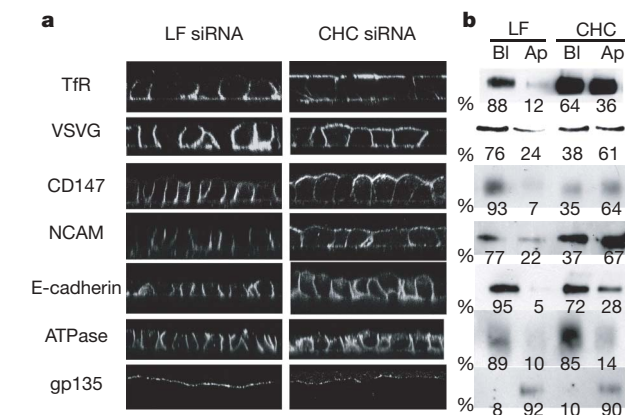 a
LF siRNA CHC siRNA
TfR
VSVG
CD147
NCAM
E-cadherin
ATPase
gp135
b
LF CHC
Bl Ap Bl Ap
% 88 12 64 36
% 76 24 38 61
% 93 7 35 64
% 77 22 37 67
% 95 5 72 28
% 89 10 85 14
% 8 92 10 90